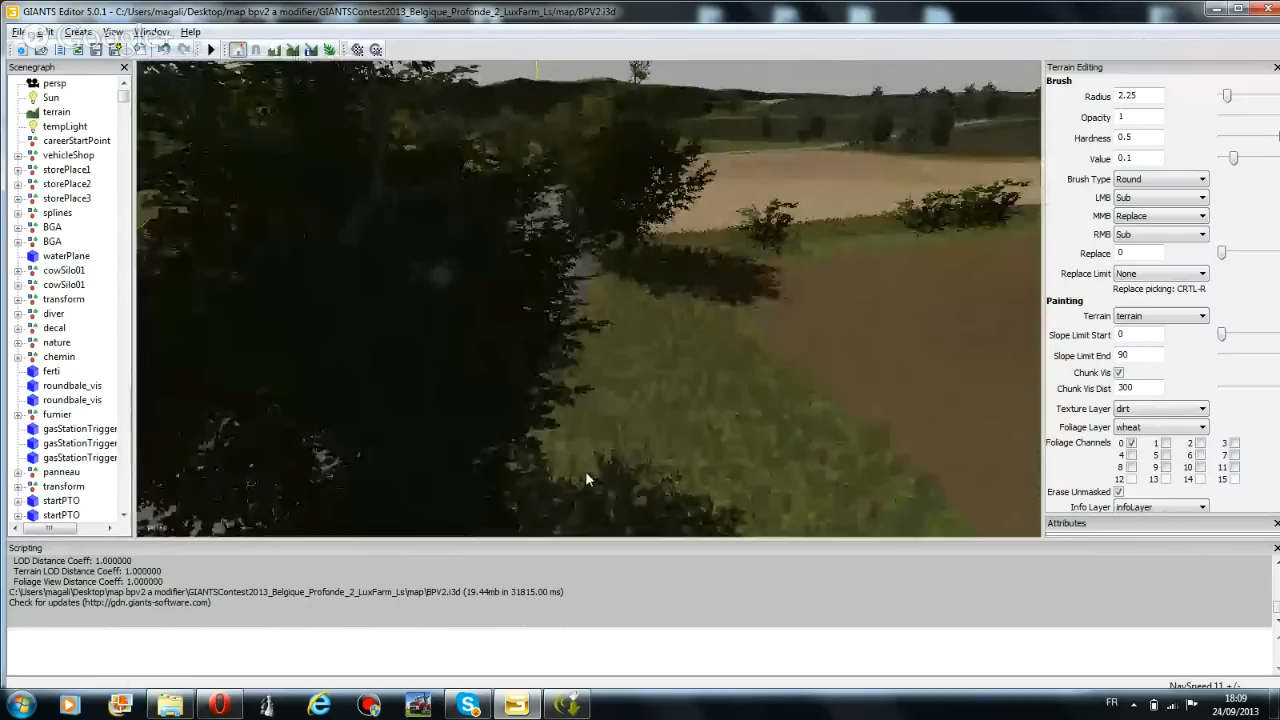 GIANTS Editor 5.0.1 - C:/Users/magali/Desktop/map bpv2 a modifier/GIANTSContest2013_Belgique_Profonde_2_LuxFarm_Ls/map/BPV2.i3d
File Edit Create View Window Help
Scenegraph
persp
Sun
terrain
tempLight
careerStartPoint
vehicleShop
storePlace1
storePlace2
storePlace3
splines
BGA
BGA
waterPlane
cowSilo01
cowSilo01
transform
diver
decal
nature
chemin
ferti
roundbale_vis
roundbale_vis
fumier
gasStationTrigger
gasStationTrigger
gasStationTrigger
panneau
transform
startPTO
startPTO
Terrain Editing
Brush
Radius 2.25
Opacity 1
Hardness 0.5
Value 0.1
Brush Type Round
LMB Sub
MMB Replace
RMB Sub
Replace 0
Replace Limit None
Replace picking: CRTL-R
Painting
Terrain terrain
Slope Limit Start 0
Slope Limit End 90
Chunk Vis
Chunk Vis Dist 300
Texture Layer dirt
Foliage Layer wheat
Foliage Channels 0 1 2 3
4 5 6 7
8 9 10 11
12 13 14 15
Erase Unmasked
Info Layer infoLayer
Attributes
Scripting
LOD Distance Coeff: 1.000000
Terrain LOD Distance Coeff: 1.000000
Foliage View Distance Coeff: 1.000000
C:\Users\magali\Desktop\map bpv2 a modifier\GIANTSContest2013_Belgique_Profonde_2_LuxFarm_Ls\map\BPV2.i3d (19.44mb in 31815.00 ms)
Check for updates (http://gdn.giants-software.com)
NavSpeed 11 +/-
FR
18:09
24/09/2013